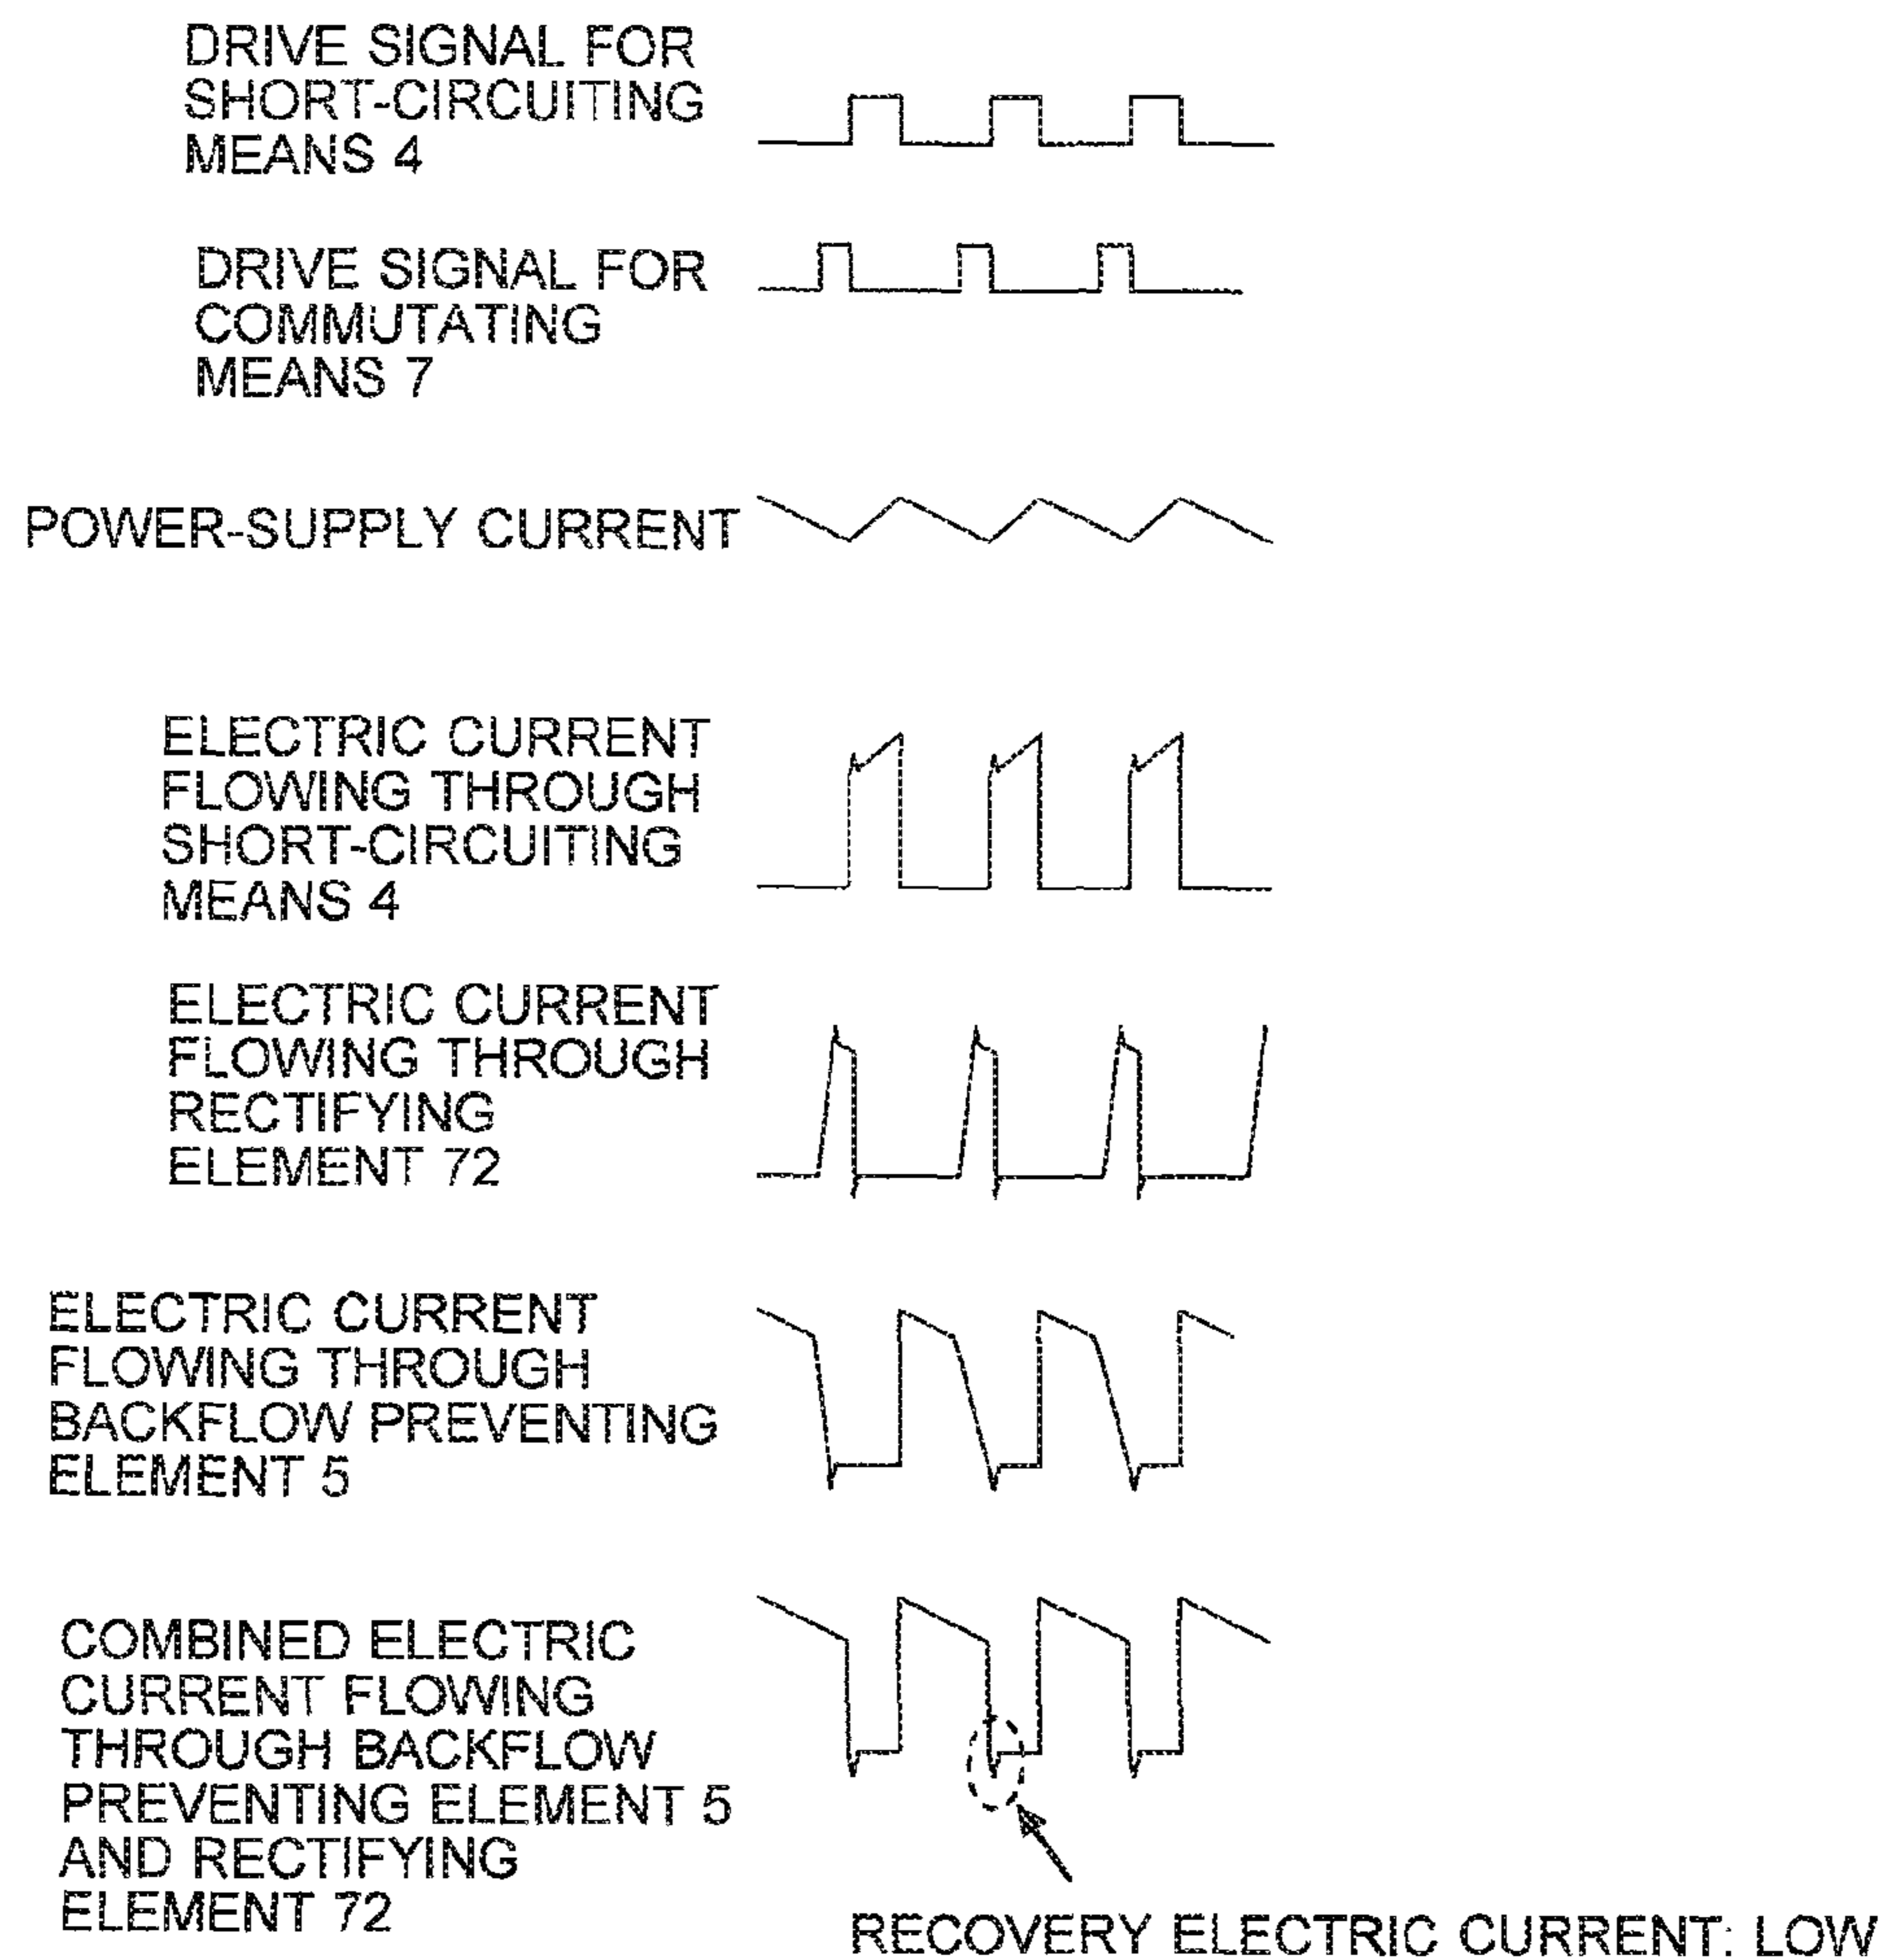 DRIVE SIGNAL FOR
SHORT-CIRCUITING
MEANS 4
DRIVE SIGNAL FOR
COMMUTATING
MEANS 7
POWER-SUPPLY CURRENT
ELECTRIC CURRENT
FLOWING THROUGH
SHORT-CIRCUITING
MEANS 4
ELECTRIC CURRENT
FLOWING THROUGH
RECTIFYING
ELEMENT 72
ELECTRIC CURRENT
FLOWING THROUGH
BACKFLOW PREVENTING
ELEMENT 5
COMBINED ELECTRIC
CURRENT FLOWING
THROUGH BACKFLOW
PREVENTING ELEMENT 5
AND RECTIFYING
ELEMENT 72
RECOVERY ELECTRIC CURRENT: LOW